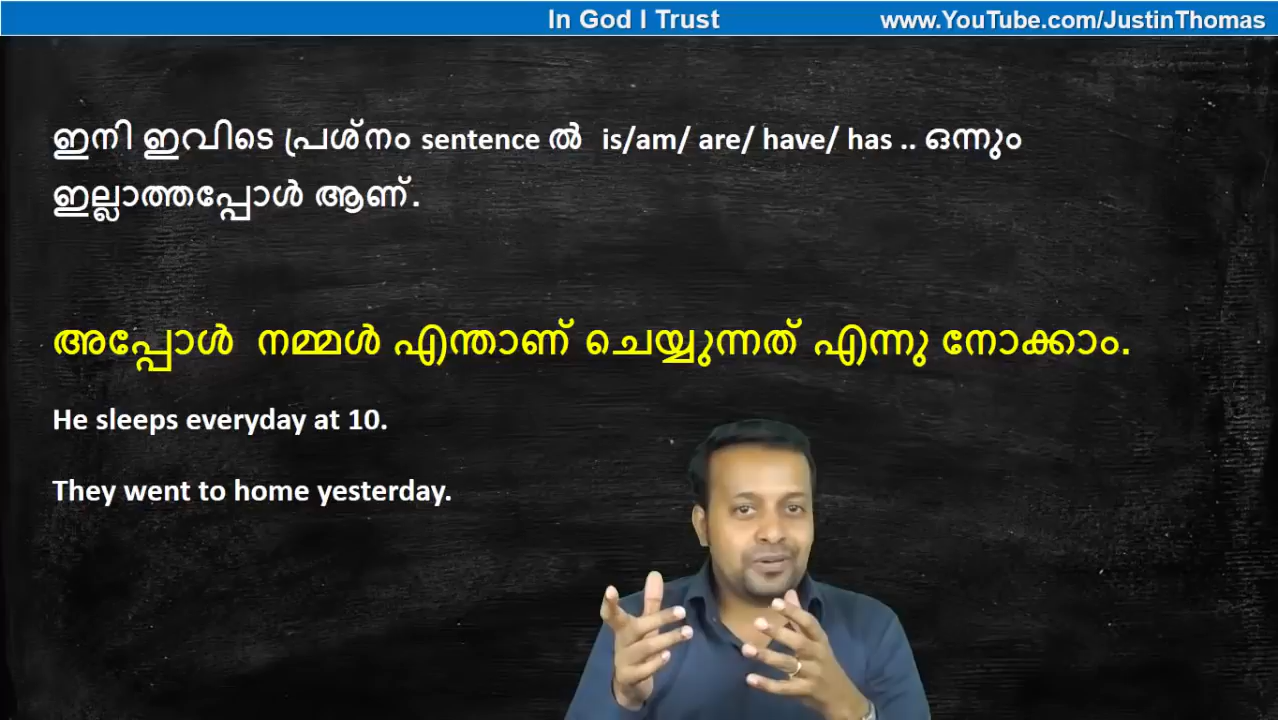 In God I Trust
www.YouTube.com/JustinThomas
ഇനി ഇവിടെ പ്രശ്നം sentence ൽ is/am/ are/ have/ has .. ഒന്നും
ഇല്ലാത്തപ്പോൾ ആണ്.
അപ്പോൾ നമ്മൾ എന്താണ് ചെയ്യുന്നത് എന്നു നോക്കാം.
He sleeps everyday at 10.
They went to home yesterday.